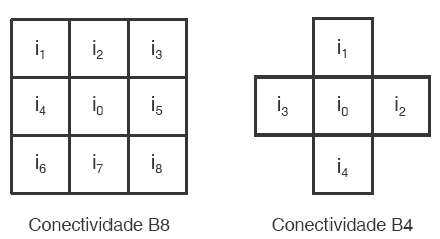 i₁ i₂ i₃
i₄ i₀ i₅
i₆ i₇ i₈
Conectividade B8
i₁
i₃ i₀ i₂
i₄
Conectividade B4